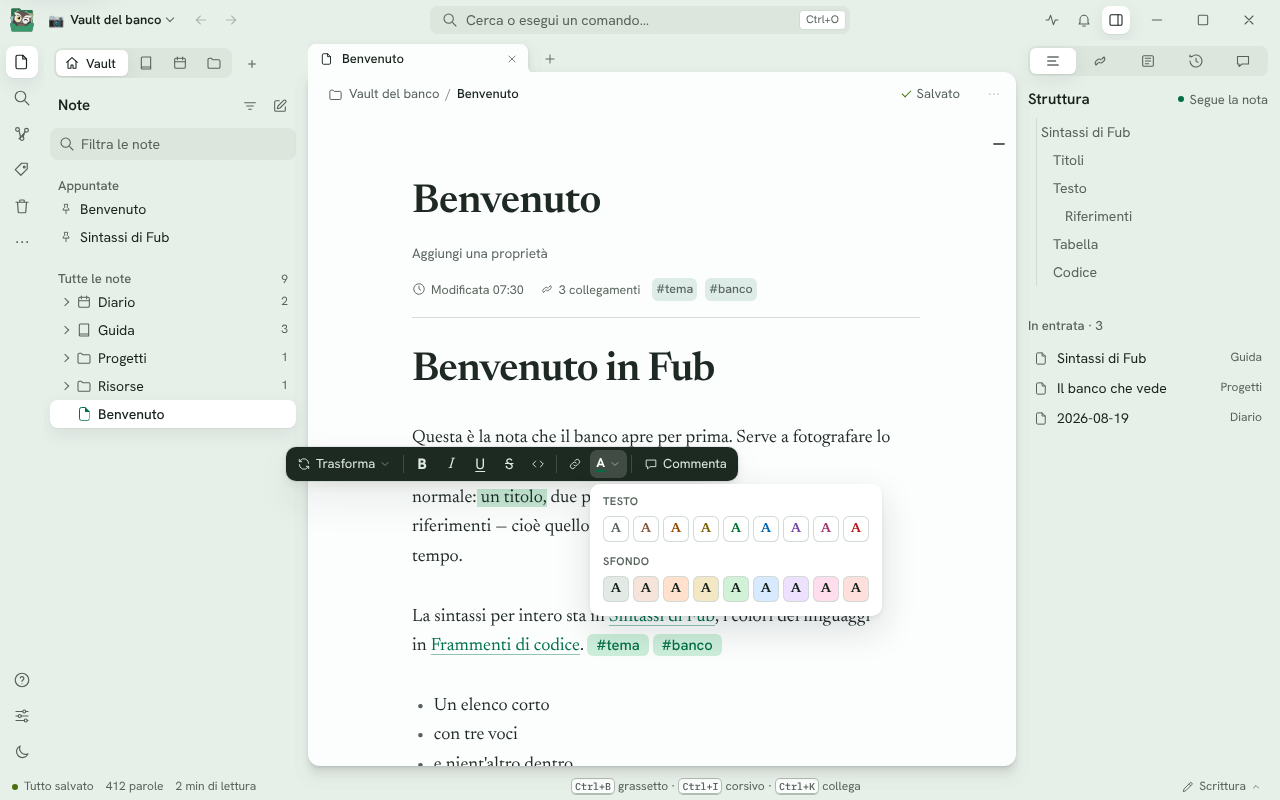 Vault del banco
Cerca o esegui un comando…
Ctrl+O
Vault
Note
Filtra le note
Appuntate
Benvenuto
Sintassi di Fub
Tutte le note 9
Diario 2
Guida 3
Progetti 1
Risorse 1
Benvenuto
Benvenuto
Vault del banco / Benvenuto
Salvato
Benvenuto
Aggiungi una proprietà
Modificata 07:30 3 collegamenti #tema #banco
Benvenuto in Fub
Questa è la nota che il banco apre per prima. Serve a fotografare lo
Trasforma B I U S A Commenta
normale: un titolo, due p
riferimenti — cioè quello
tempo.
TESTO
A A A A A A A A A
SFONDO
A A A A A A A A A
La sintassi per intero sta in Sintassi di Fub, i colori dei linguaggi
in Frammenti di codice. #tema #banco
Un elenco corto
con tre voci
e nient'altro dentro
Struttura
Segue la nota
Sintassi di Fub
Titoli
Testo
Riferimenti
Tabella
Codice
In entrata · 3
Sintassi di Fub Guida
Il banco che vede Progetti
2026-08-19 Diario
Tutto salvato 412 parole 2 min di lettura
Ctrl+B grassetto · Ctrl+I corsivo · Ctrl+K collega
Scrittura